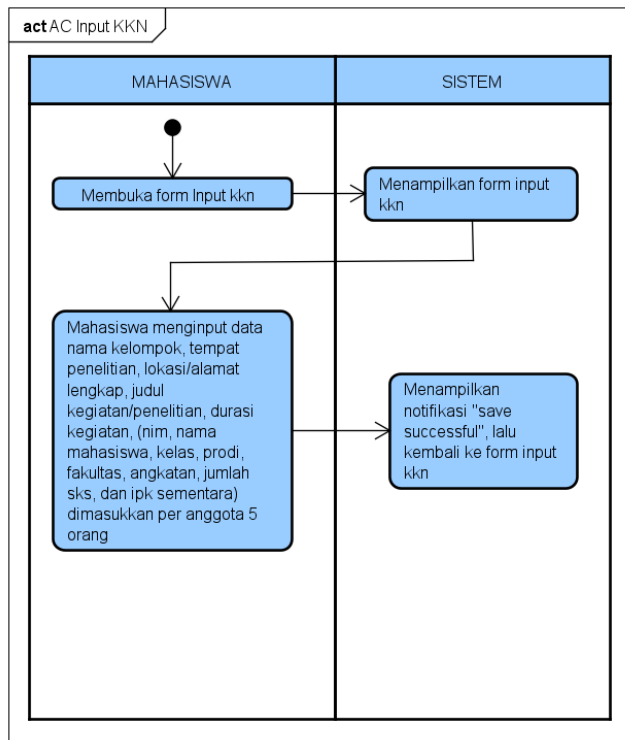 act AC Input KKN
MAHASISWA
SISTEM
Membuka form Input kkn
Menampilkan form input
kkn
Mahasiswa menginput data
nama kelompok, tempat
penelitian, lokasi/alamat
lengkap, judul
kegiatan/penelitian, durasi
kegiatan, (nim, nama
mahasiswa, kelas, prodi,
fakultas, angkatan, jumlah
sks, dan ipk sementara)
dimasukkan per anggota 5
orang
Menampilkan
notifikasi "save
successful", lalu
kembali ke form input
kkn